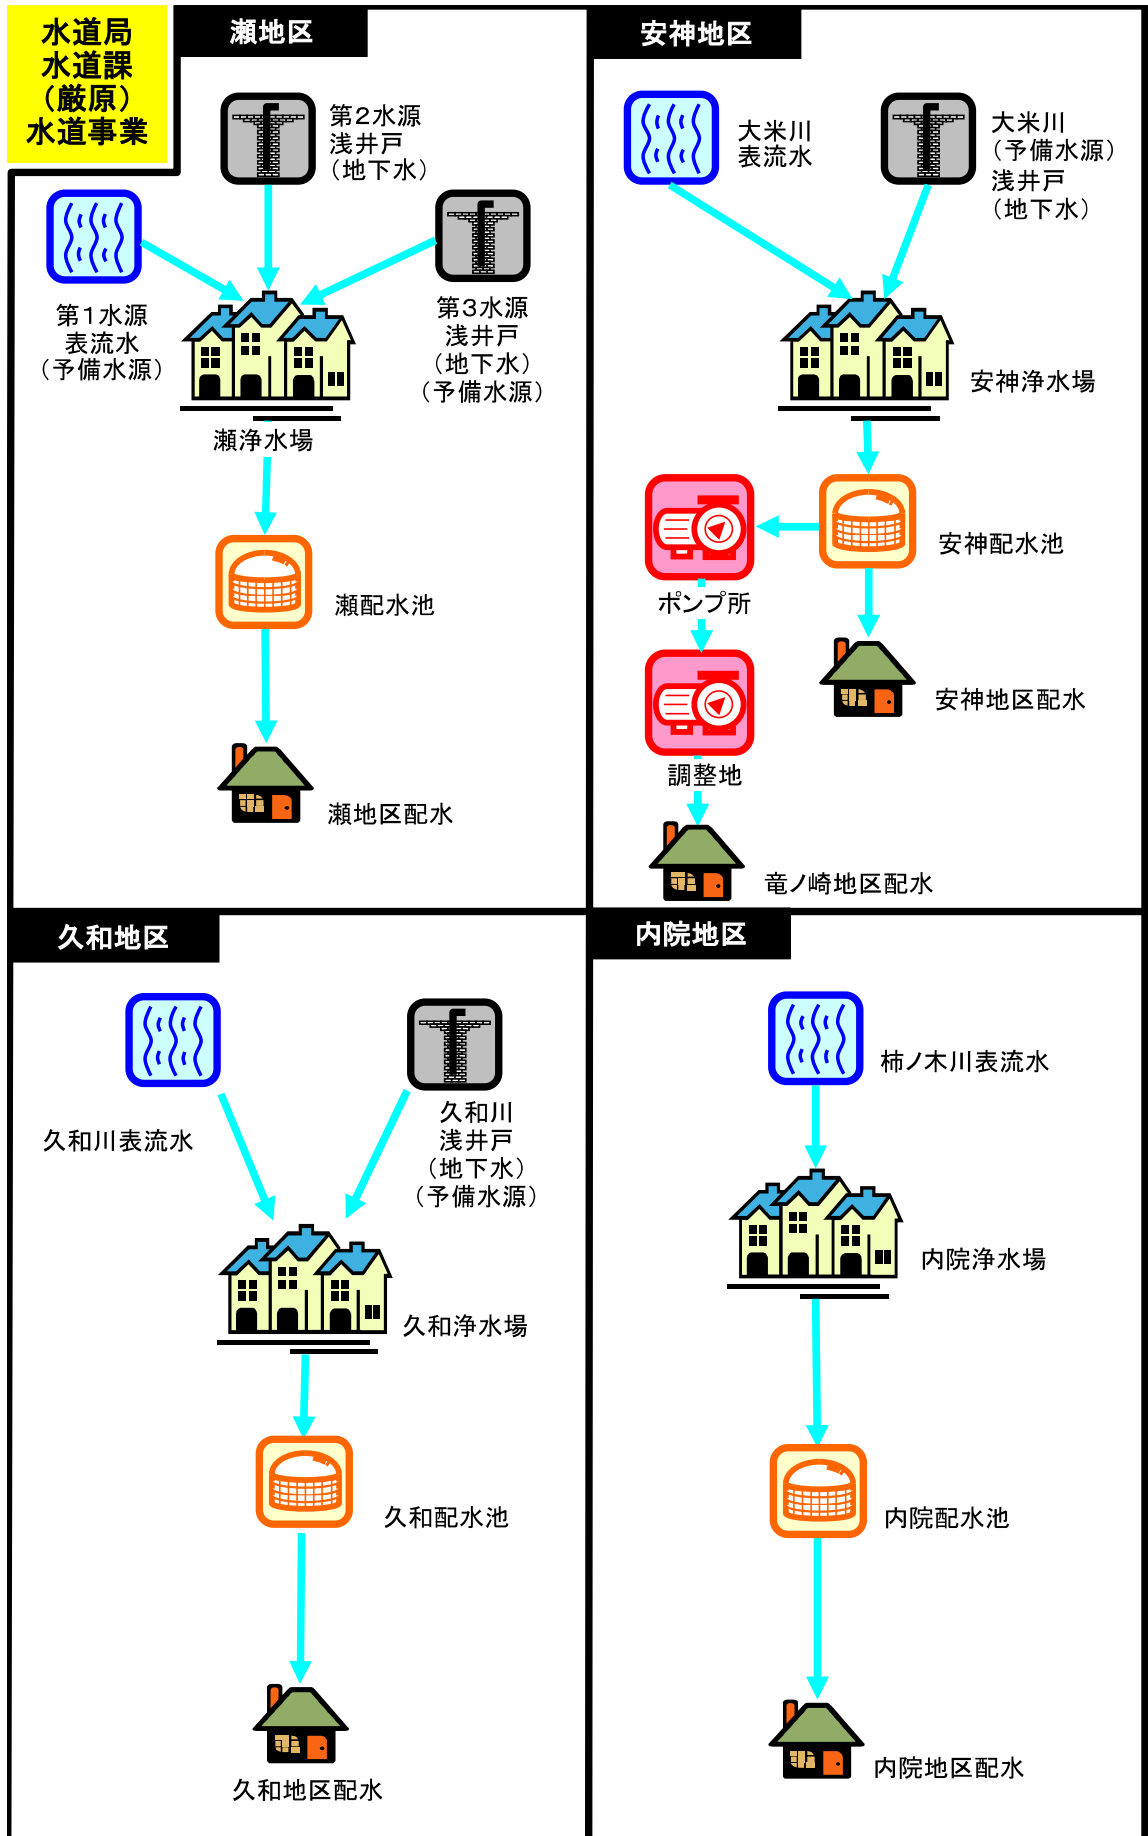 水道局
水道課
（厳原）
水道事業
瀬地区
第２水源
浅井戸
（地下水）
第１水源
表流水
（予備水源）
第３水源
浅井戸
（地下水）
（予備水源）
瀬浄水場
瀬配水池
瀬地区配水
安神地区
大米川
表流水
大米川
（予備水源）
浅井戸
（地下水）
安神浄水場
安神配水池
ポンプ所
安神地区配水
調整地
竜ノ崎地区配水
久和地区
久和川表流水
久和川
浅井戸
（地下水）
（予備水源）
久和浄水場
久和配水池
久和地区配水
内院地区
柿ノ木川表流水
内院浄水場
内院配水池
内院地区配水